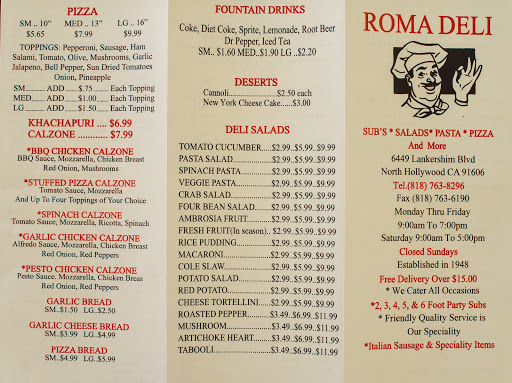 PIZZA
SM .. 10" MED .. 13" LG .. 16"
$5.65 $7.99 $9.99
TOPPINGS: Pepperoni, Sausage, Ham
Salami, Tomato, Olive, Mushrooms, Garlic
Jalapeno, Bell Pepper, Sun Dried Tomatoes
Onion, Pineapple
SM......... ADD ...$.75 ...... Each Topping
MED....... ADD ...$1.00 ..... Each Topping
LG ......... ADD ...$1.50 ..... Each Topping
KHACHAPURI .... $6.99
CALZONE ............ $7.99
*BBQ CHICKEN CALZONE
BBQ Sauce, Mozzarella, Chicken Breast
Red Onion, Mushrooms
*STUFFED PIZZA CALZONE
Tomato Sauce, Mozzarella
And Up To Four Toppings of Your Choice
*SPINACH CALZONE
Tomato Sauce, Mozzarella, Ricotta, Spinach
*GARLIC CHICKEN CALZONE
Alfredo Sauce, Mozzarella, Chicken Breast
Red Onion, Red Peppers
*PESTO CHICKEN CALZONE
Pesto Sauce, Mozzarella, Chicken Breas
Red Onion, Red Peppers
GARLIC BREAD
SM..$1.50 LG..$2.50
GARLIC CHEESE BREAD
SM..$3.99 LG..$4.99
PIZZA BREAD
SM..$4.99 LG..$5.99
FOUNTAIN DRINKS
Coke, Diet Coke, Sprite, Lemonade, Root Beer
Dr Pepper, Iced Tea
SM.. $1.60 MED..$1.90 LG ..$2.20
DESERTS
Cannoli..................$2.50 each
New York Cheese Cake......$3.00
DELI SALADS
TOMATO CUCUMBER....$2.99..$5.99..$9.99
PASTA SALAD...................$2.99..$5.99..$9.99
SPINACH PASTA................$2.99..$5.99..$9.99
VEGGIE PASTA..................$2.99..$5.99..$9.99
CRAB SALAD....................$2.99..$5.99..$9.99
FOUR BEAN SALAD..........$2.99..$5.99..$9.99
AMBROSIA FRUIT.............$2.99..$5.99..$9.99
FRESH FRUIT(In season)..$2.99..$5.99..$9.99
RICE PUDDING..................$2.99..$5.99..$9.99
MACARONI.......................$2.99..$5.99..$9.99
COLE SLAW......................$2.99..$5.99..$9.99
POTATO SALAD................$2.99..$5.99..$9.99
RED POTATO.....................$2.99..$5.99..$9.99
CHEESE TORTELLINI.......$2.99..$5.99..$9.99
ROASTED PEPPER............$3.49..$6.99..$11.99
MUSHROOM.....................$3.49..$6.99..$11.99
ARTICHOKE HEART.........$3.49..$6.99..$11.99
TABOULI...........................$3.49..$6.99..$11.99
ROMA DELI
SUB'S * SALADS* PASTA * PIZZA
And More
6449 Lankershim Blvd
North Hollywood CA 91606
Tel.(818) 763-8296
Fax (818) 763-6190
Monday Thru Friday
9:00am To 7:00pm
Saturday 9:00am To 5:00pm
Closed Sundays
Established in 1948
Free Delivery Over $15.00
* We Cater All Occasions
*2, 3, 4, 5, & 6 Foot Party Subs
* Friendly Quality Service is
Our Speciality
*Italian Sausage & Speciality Items